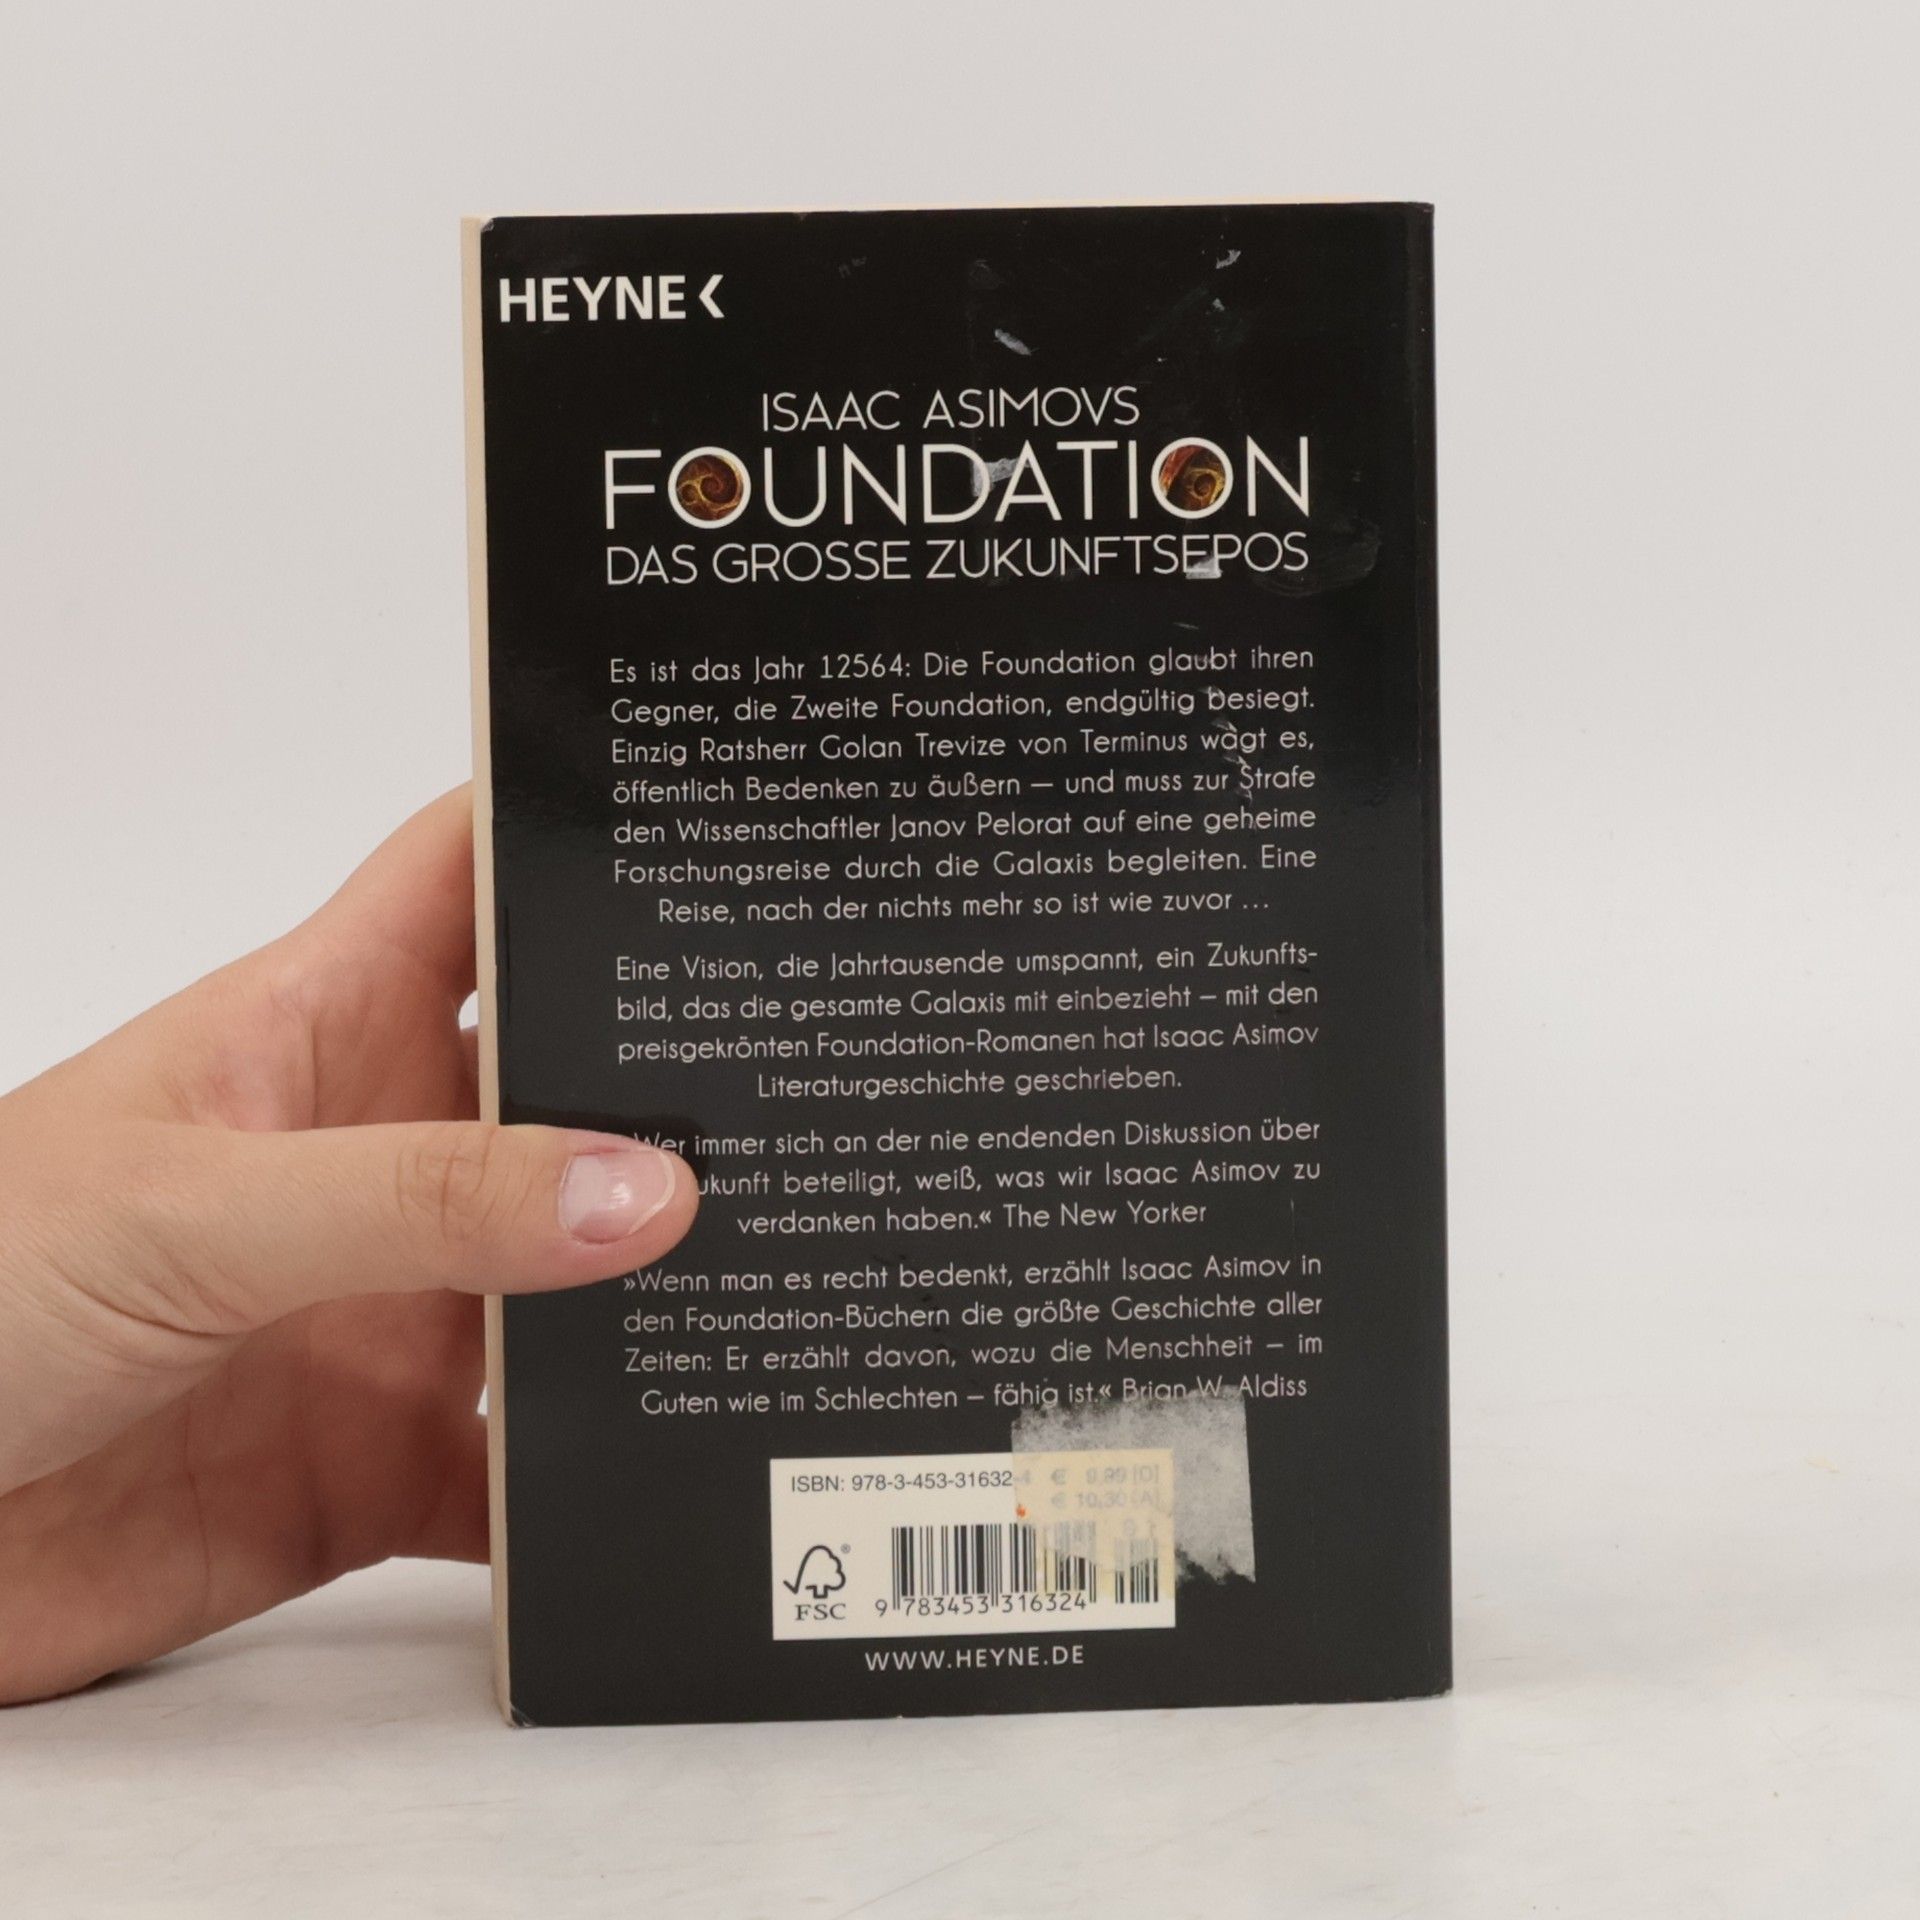 HEYNE<
ISAAC ASIMOVS
FOUNDATION
DAS GROSSE ZUKUNFTSEPOS
Es ist das Jahr 12564: Die Foundation glaubt ihren
Gegner, die Zweite Foundation, endgültig besiegt.
Einzig Ratsherr Golan Trevize von Terminus wagt es,
öffentlich Bedenken zu äußern – und muss zur Strafe
den Wissenschaftler Janov Pelorat auf eine geheime
Forschungsreise durch die Galaxis begleiten. Eine
Reise, nach der nichts mehr so ist wie zuvor ...
Eine Vision, die Jahrtausende umspannt, ein Zukunfts-
bild, das die gesamte Galaxis mit einbezieht – mit den
preisgekrönten Foundation-Romanen hat Isaac Asimov
Literaturgeschichte geschrieben.
Wer immer sich an der nie endenden Diskussion über
beteiligt, weiß, was wir Isaac Asimov zu
verdanken haben.« The New Yorker
»Wenn man es recht bedenkt, erzählt Isaac Asimov in
den Foundation-Büchern die größte Geschichte aller
Zeiten: Er erzählt davon, wozu die Menschheit – im
Guten wie im Schlechten – fähig ist.« Brian W. Aldiss
ISBN: 978-3-453-31632-4 € 9.99 [D]
€ 10,30 [A]
FSC ®
9 783453 316324
WWW.HEYNE.DE